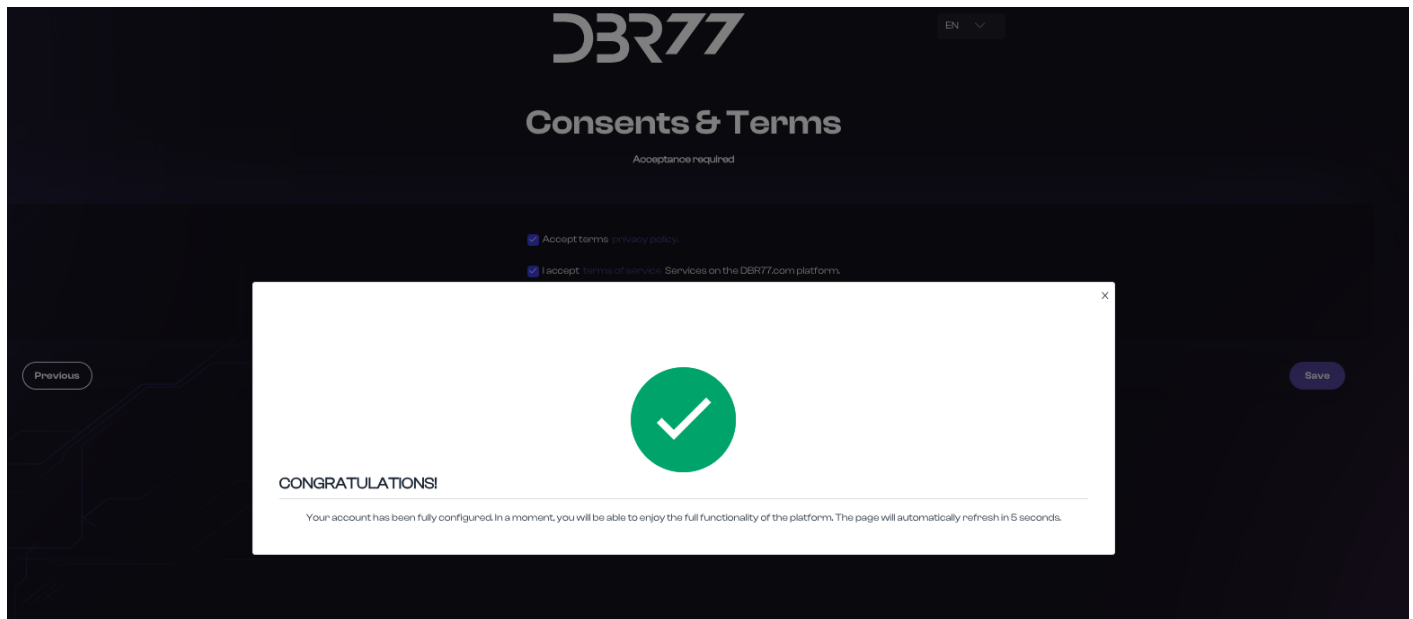 DBR77
EN
Consents & Terms
Acceptance required
Accept terms privacy policy.
I accept terms of service Services on the DBR77.com platform.
Previous
Save
CONGRATULATIONS!
Your account has been fully configured. In a moment, you will be able to enjoy the full functionality of the platform. The page will automatically refresh in 5 seconds.